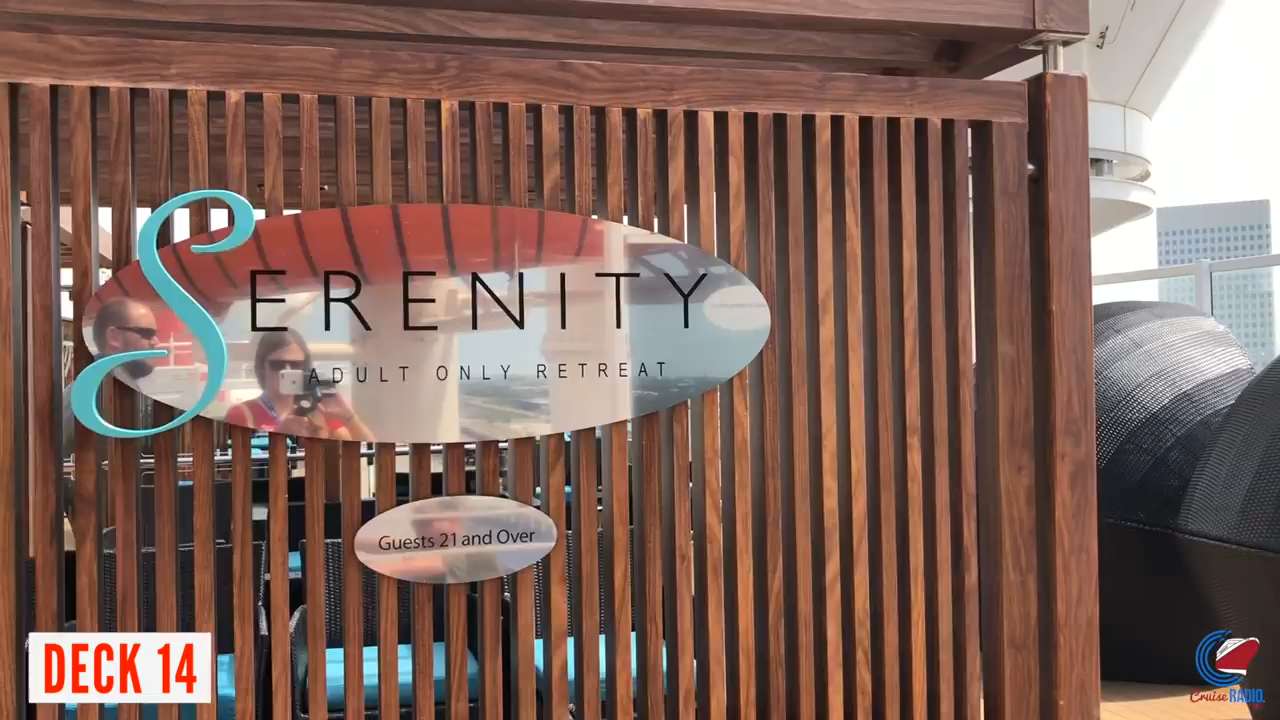 SERENITY
ADULT ONLY RETREAT
Guests 21 and Over
DECK 14
Cruise RADIO